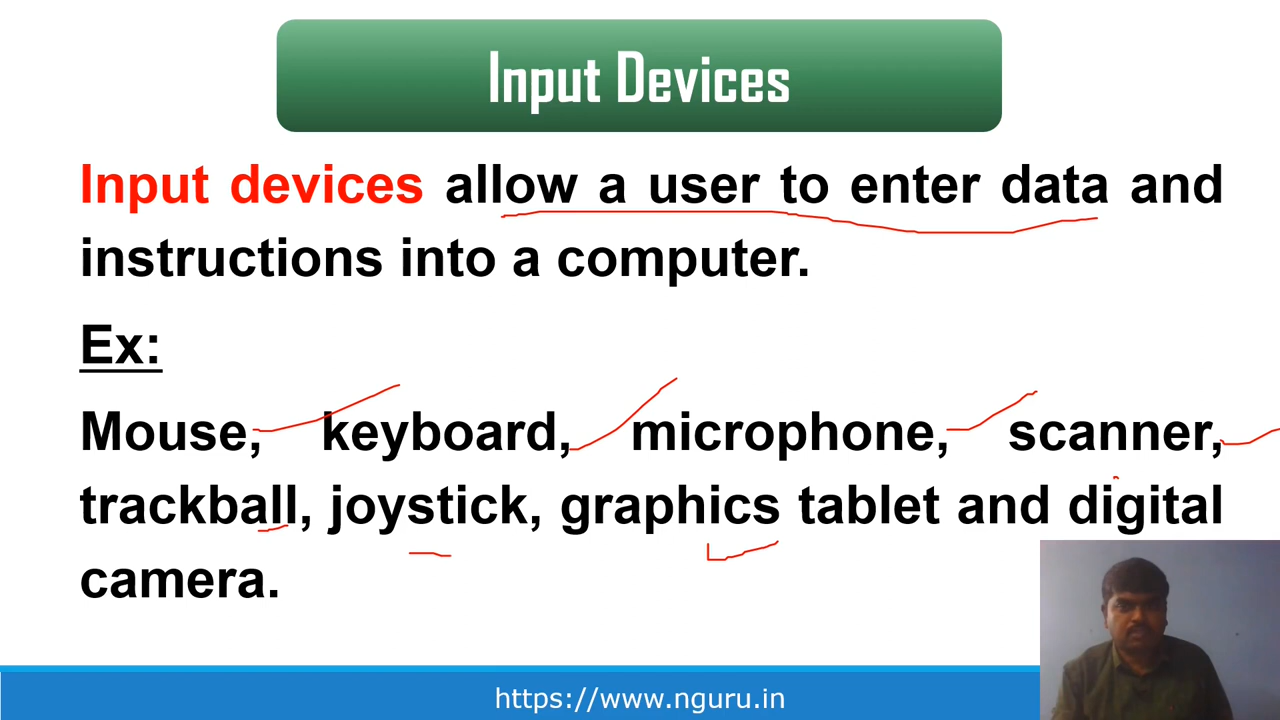 Input Devices
Input devices allow a user to enter data and
instructions into a computer.
Ex:
Mouse, keyboard, microphone, scanner,
trackball, joystick, graphics tablet and digital
camera.
https://www.nguru.in